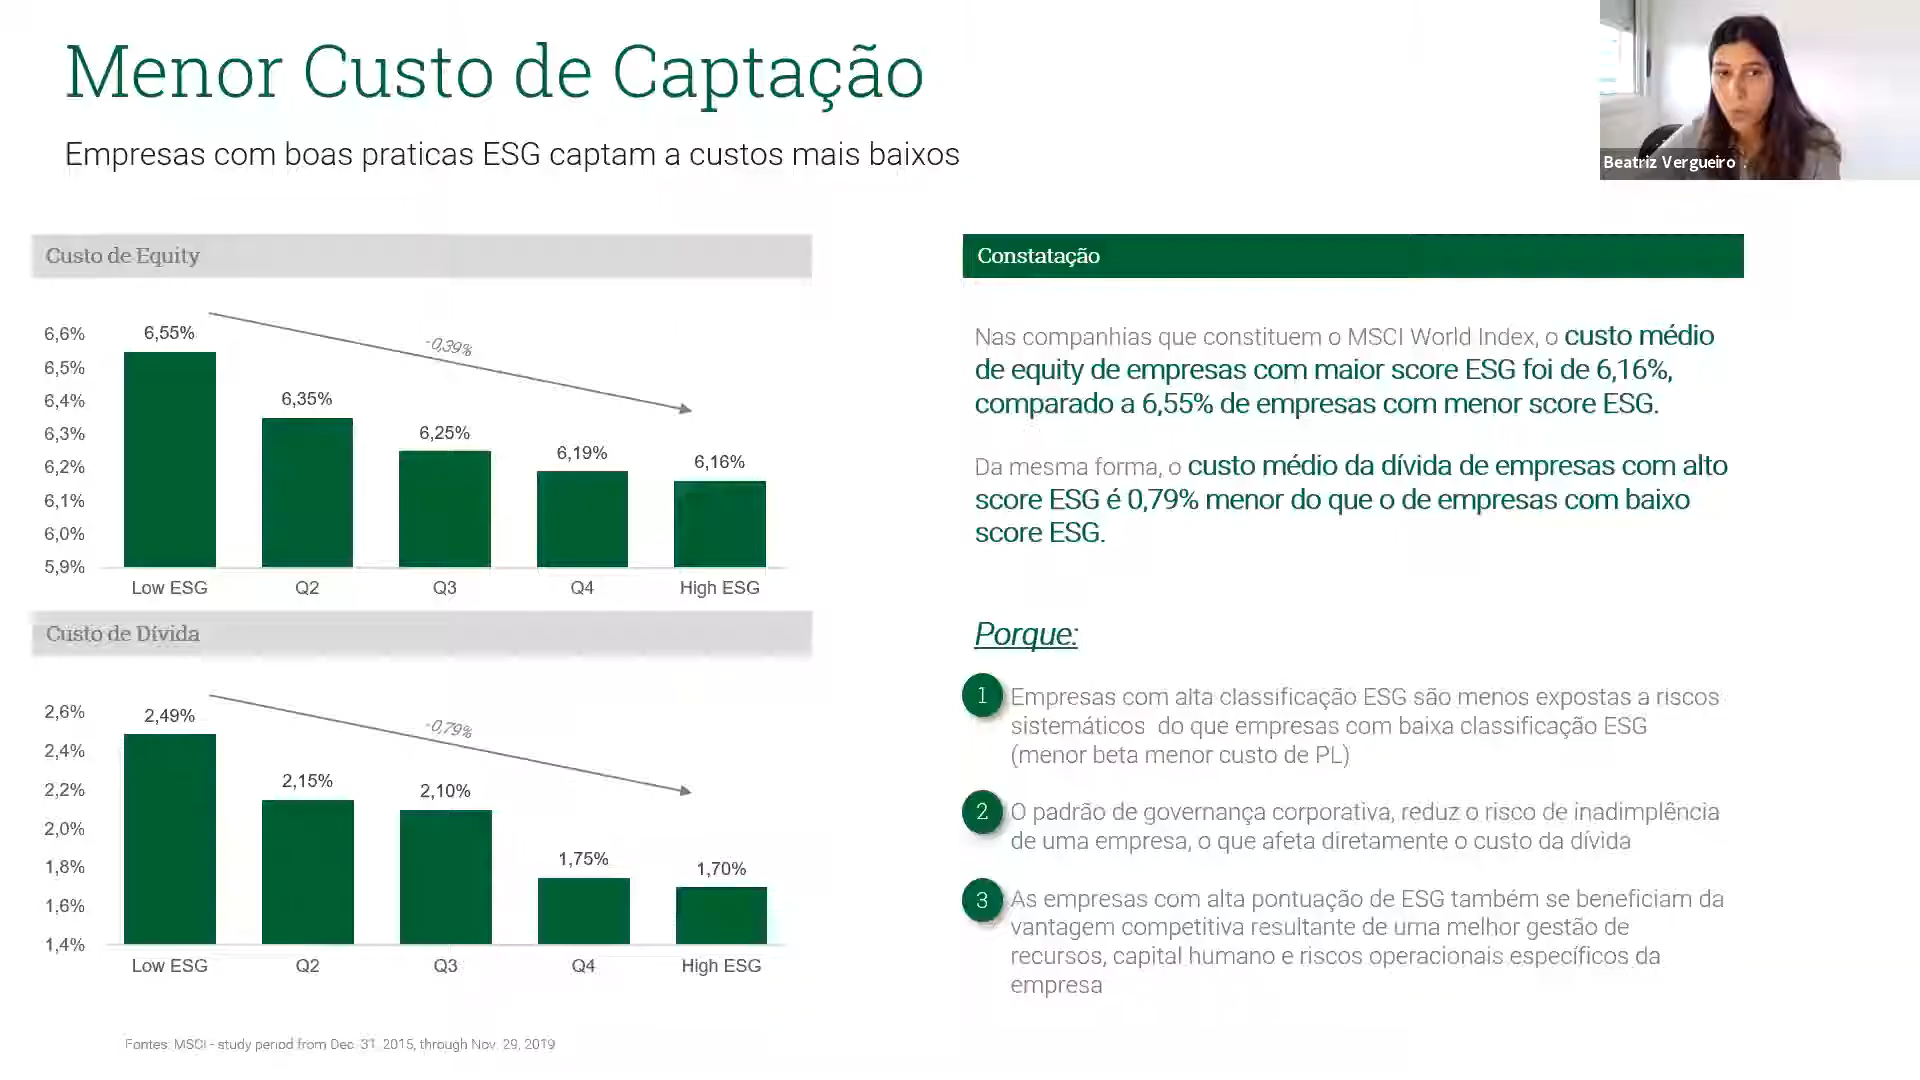 Menor Custo de Captação
Empresas com boas praticas ESG captam a custos mais baixos
Beatriz Vergueiro
Custo de Equity
6,6%
6,5%
6,4%
6,3%
6,2%
6,1%
6,0%
5,9%
6,55%
6,35%
6,25%
6,19%
6,16%
-0,39%
Low ESG
Q2
Q3
Q4
High ESG
Custo de Dívida
2,6%
2,4%
2,2%
2,0%
1,8%
1,6%
1,4%
2,49%
2,15%
2,10%
1,75%
1,70%
-0,79%
Low ESG
Q2
Q3
Q4
High ESG
Fontes: MSCI - study period from Dec. 31, 2015, through Nov. 29, 2019
Constatação
Nas companhias que constituem o MSCI World Index, o custo médio
de equity de empresas com maior score ESG foi de 6,16%,
comparado a 6,55% de empresas com menor score ESG.
Da mesma forma, o custo médio da dívida de empresas com alto
score ESG é 0,79% menor do que o de empresas com baixo
score ESG.
Porque:
1 Empresas com alta classificação ESG são menos expostas a riscos
sistemáticos do que empresas com baixa classificação ESG
(menor beta menor custo de PL)
2 O padrão de governança corporativa, reduz o risco de inadimplência
de uma empresa, o que afeta diretamente o custo da dívida
3 As empresas com alta pontuação de ESG também se beneficiam da
vantagem competitiva resultante de uma melhor gestão de
recursos, capital humano e riscos operacionais específicos da
empresa